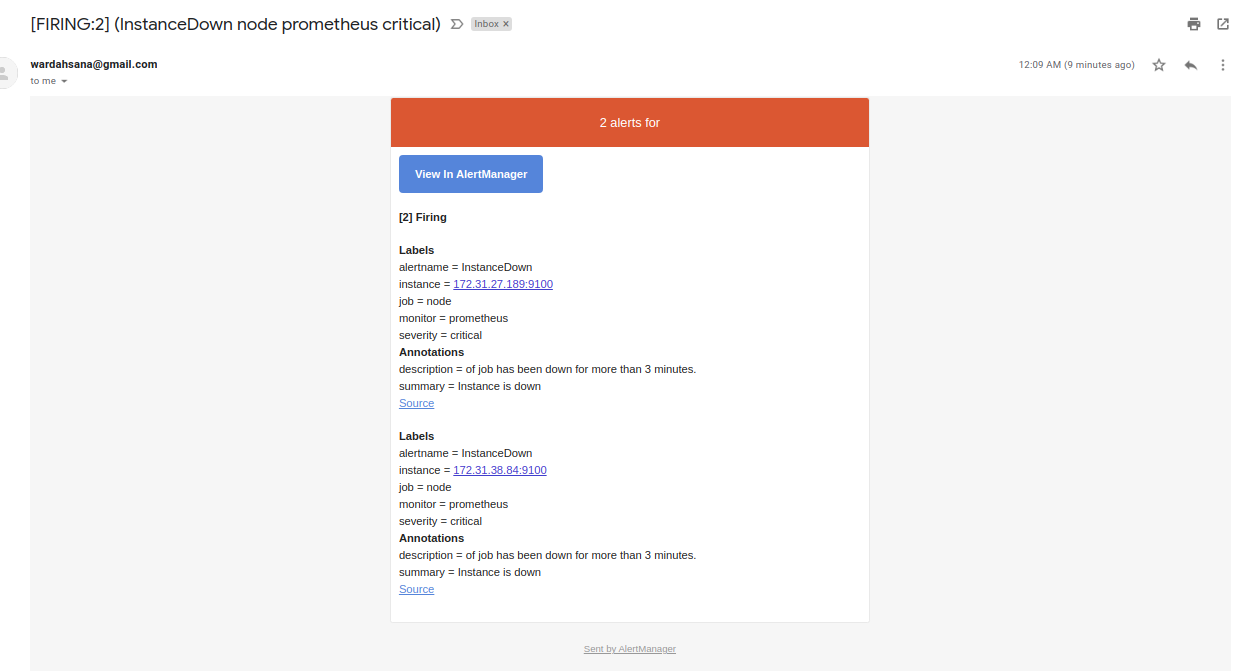 [FIRING:2] (InstanceDown node prometheus critical) Inbox ×
wardahsana@gmail.com 12:09 AM (9 minutes ago)
to me
2 alerts for
View In AlertManager
[2] Firing
Labels
alertname = InstanceDown
instance = 172.31.27.189:9100
job = node
monitor = prometheus
severity = critical
Annotations
description = of job has been down for more than 3 minutes.
summary = Instance is down
Source
Labels
alertname = InstanceDown
instance = 172.31.38.84:9100
job = node
monitor = prometheus
severity = critical
Annotations
description = of job has been down for more than 3 minutes.
summary = Instance is down
Source
Sent by AlertManager